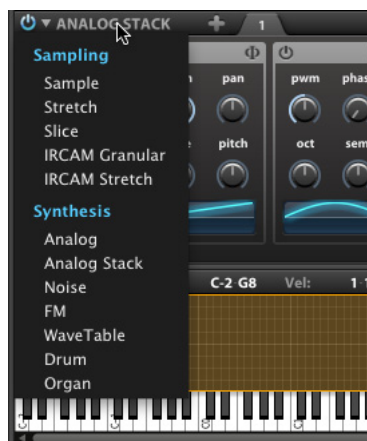 ANALOG STACK + 1
Sampling
Sample
Stretch
Slice
IRCAM Granular
IRCAM Stretch
Synthesis
Analog
Analog Stack
Noise
FM
WaveTable
Drum
Organ
pan pwm
pitch oct
C-2 G8 Vel: 1